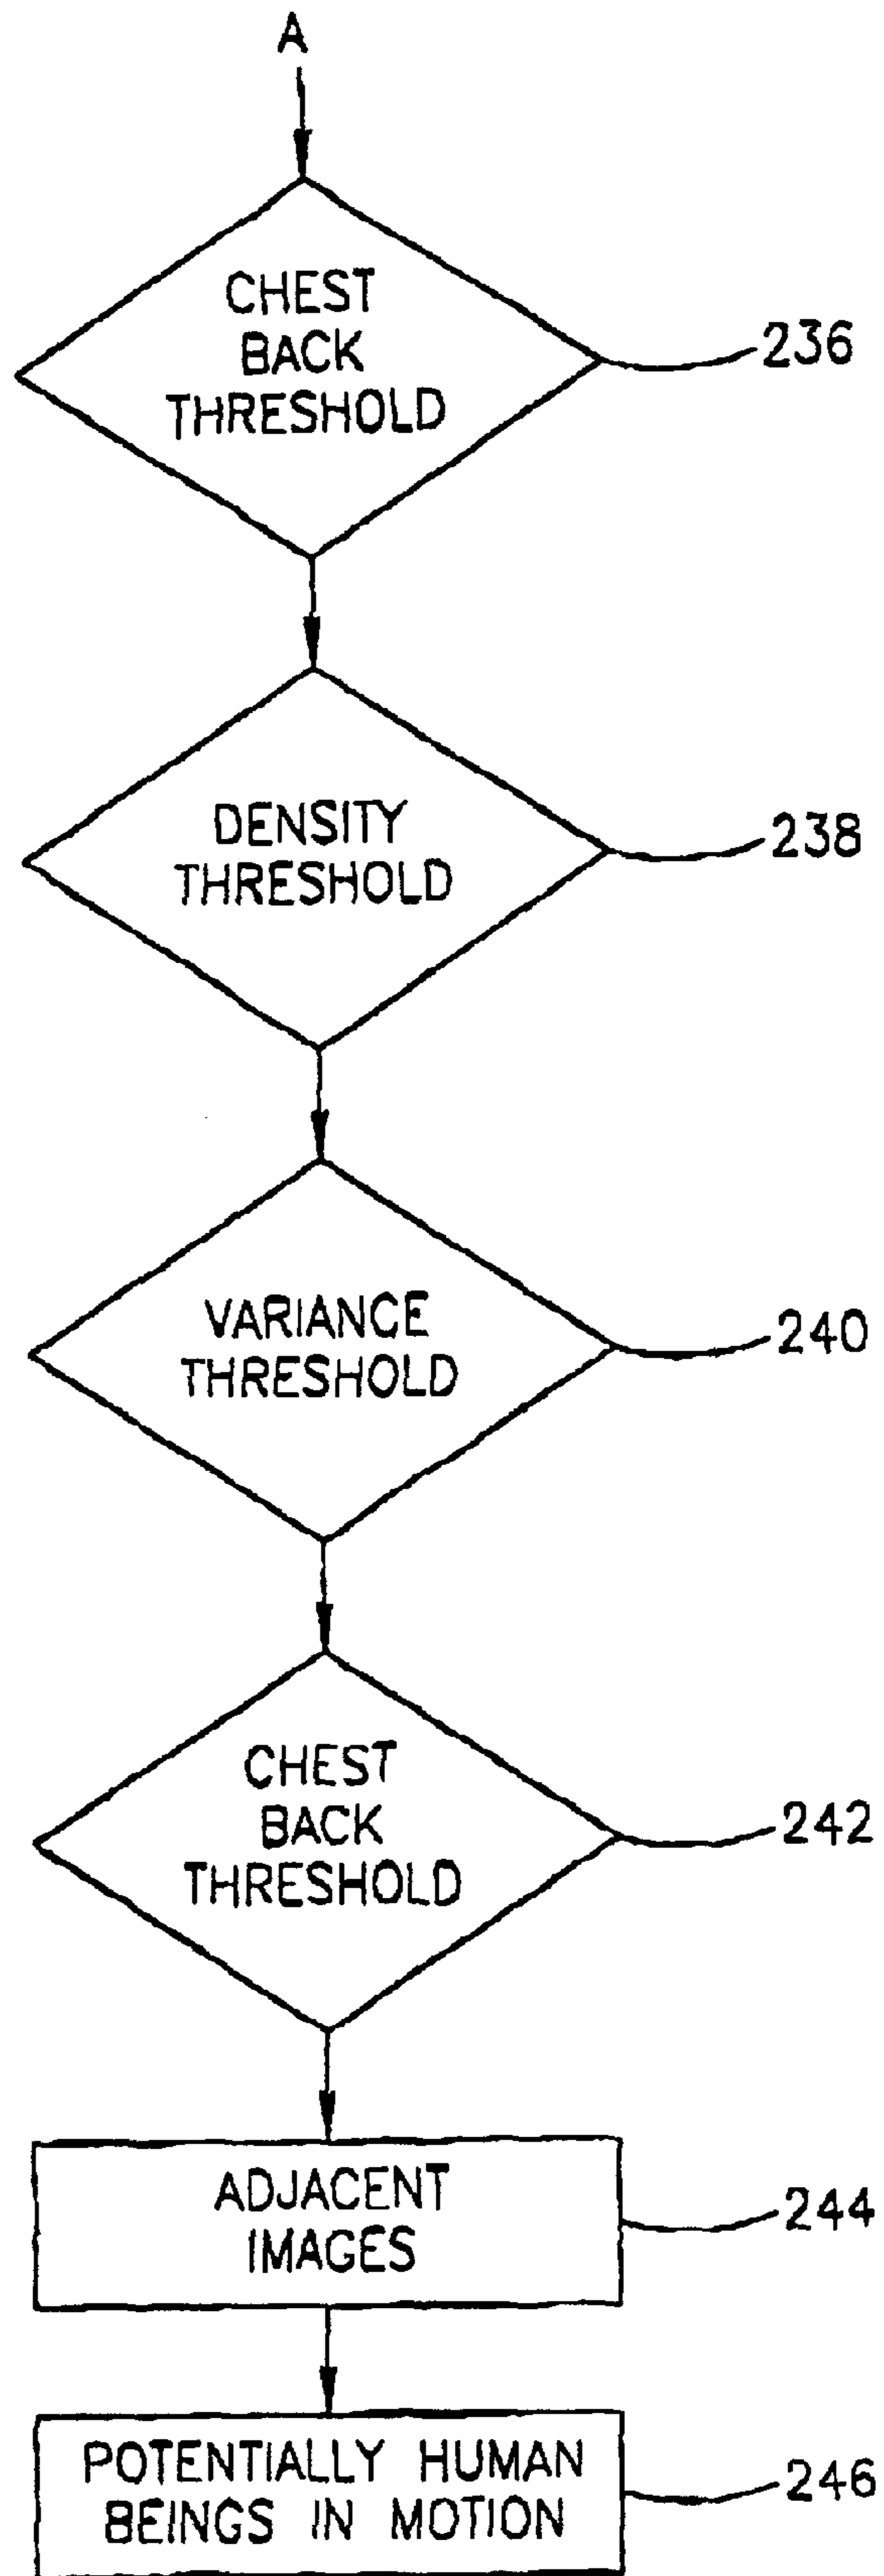 A
CHEST
BACK
THRESHOLD
236
DENSITY
THRESHOLD
238
VARIANCE
THRESHOLD
240
CHEST
BACK
THRESHOLD
242
ADJACENT
IMAGES
244
POTENTIALLY HUMAN
BEINGS IN MOTION
246